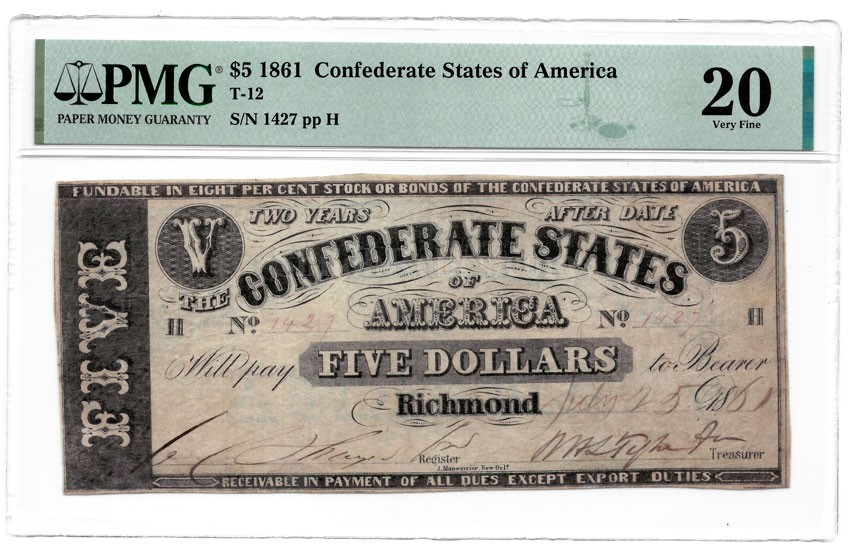 PMG®
PAPER MONEY GUARANTY
$5 1861 Confederate States of America
T-12
S/N 1427 pp H
20
Very Fine
FUNDABLE IN EIGHT PER CENT STOCK OR BONDS OF THE CONFEDERATE STATES OF AMERICA
FIVE
V
TWO YEARS AFTER DATE
5
THE CONFEDERATE STATES
OF
AMERICA
H No 1427 No 1427 H
Will pay FIVE DOLLARS to Bearer
Richmond July 25 1861
Register Treasurer
J. Manouvrier, New Orls.
RECEIVABLE IN PAYMENT OF ALL DUES EXCEPT EXPORT DUTIES